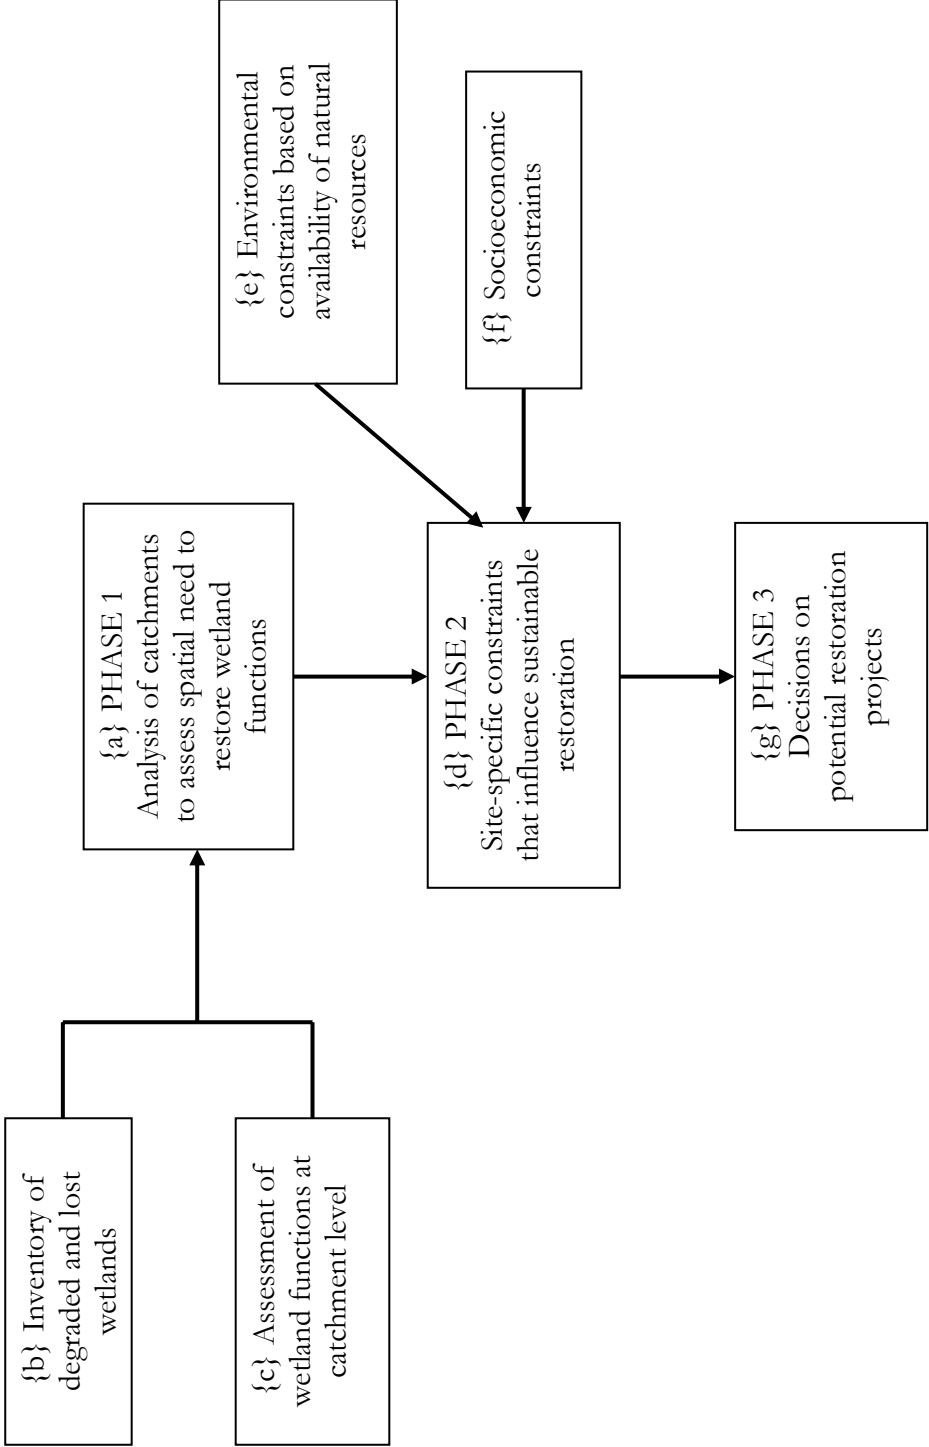 {b} Inventory of
degraded and lost
wetlands
{c} Assessment of
wetland functions at
catchment level
{a} PHASE 1
Analysis of catchments
to assess spatial need to
restore wetland
functions
{d} PHASE 2
Site-specific constraints
that influence sustainable
restoration
{g} PHASE 3
Decisions on
potential restoration
projects
{e} Environmental
constraints based on
availability of natural
resources
{f} Socioeconomic
constraints